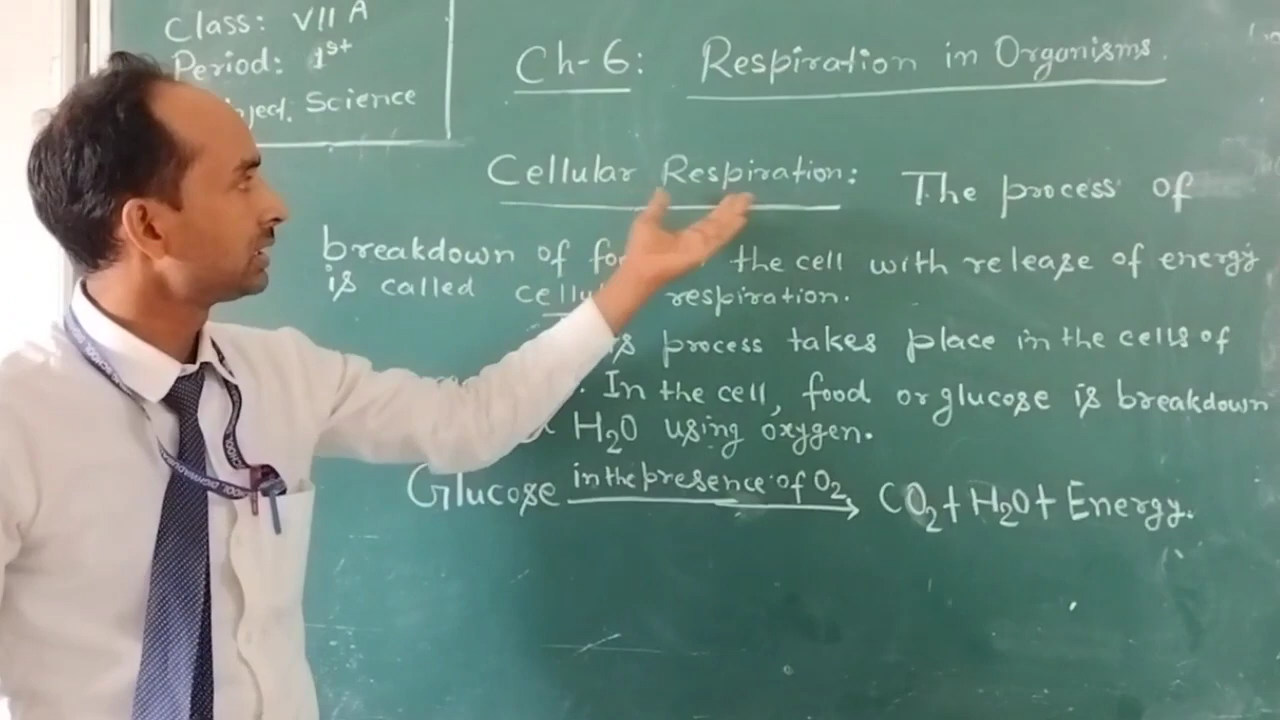 Class: VII A
Period: 1st
Science
Ch-6: Respiration in Organisms.
Cellular Respiration: The process of
breakdown of the cell with release of energy
is called respiration.
process takes place in the cells of
In the cell, food or glucose is breakdown
H2O using oxygen.
Glucose in the presence of O2 → CO2 + H2O + Energy.